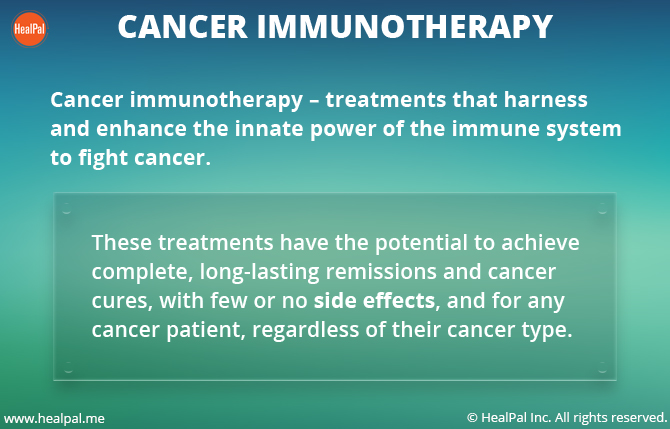 HealPal
CANCER IMMUNOTHERAPY
Cancer immunotherapy – treatments that harness
and enhance the innate power of the immune system
to fight cancer.
These treatments have the potential to achieve
complete, long-lasting remissions and cancer
cures, with few or no side effects, and for any
cancer patient, regardless of their cancer type.
www.healpal.me
© HealPal Inc. All rights reserved.